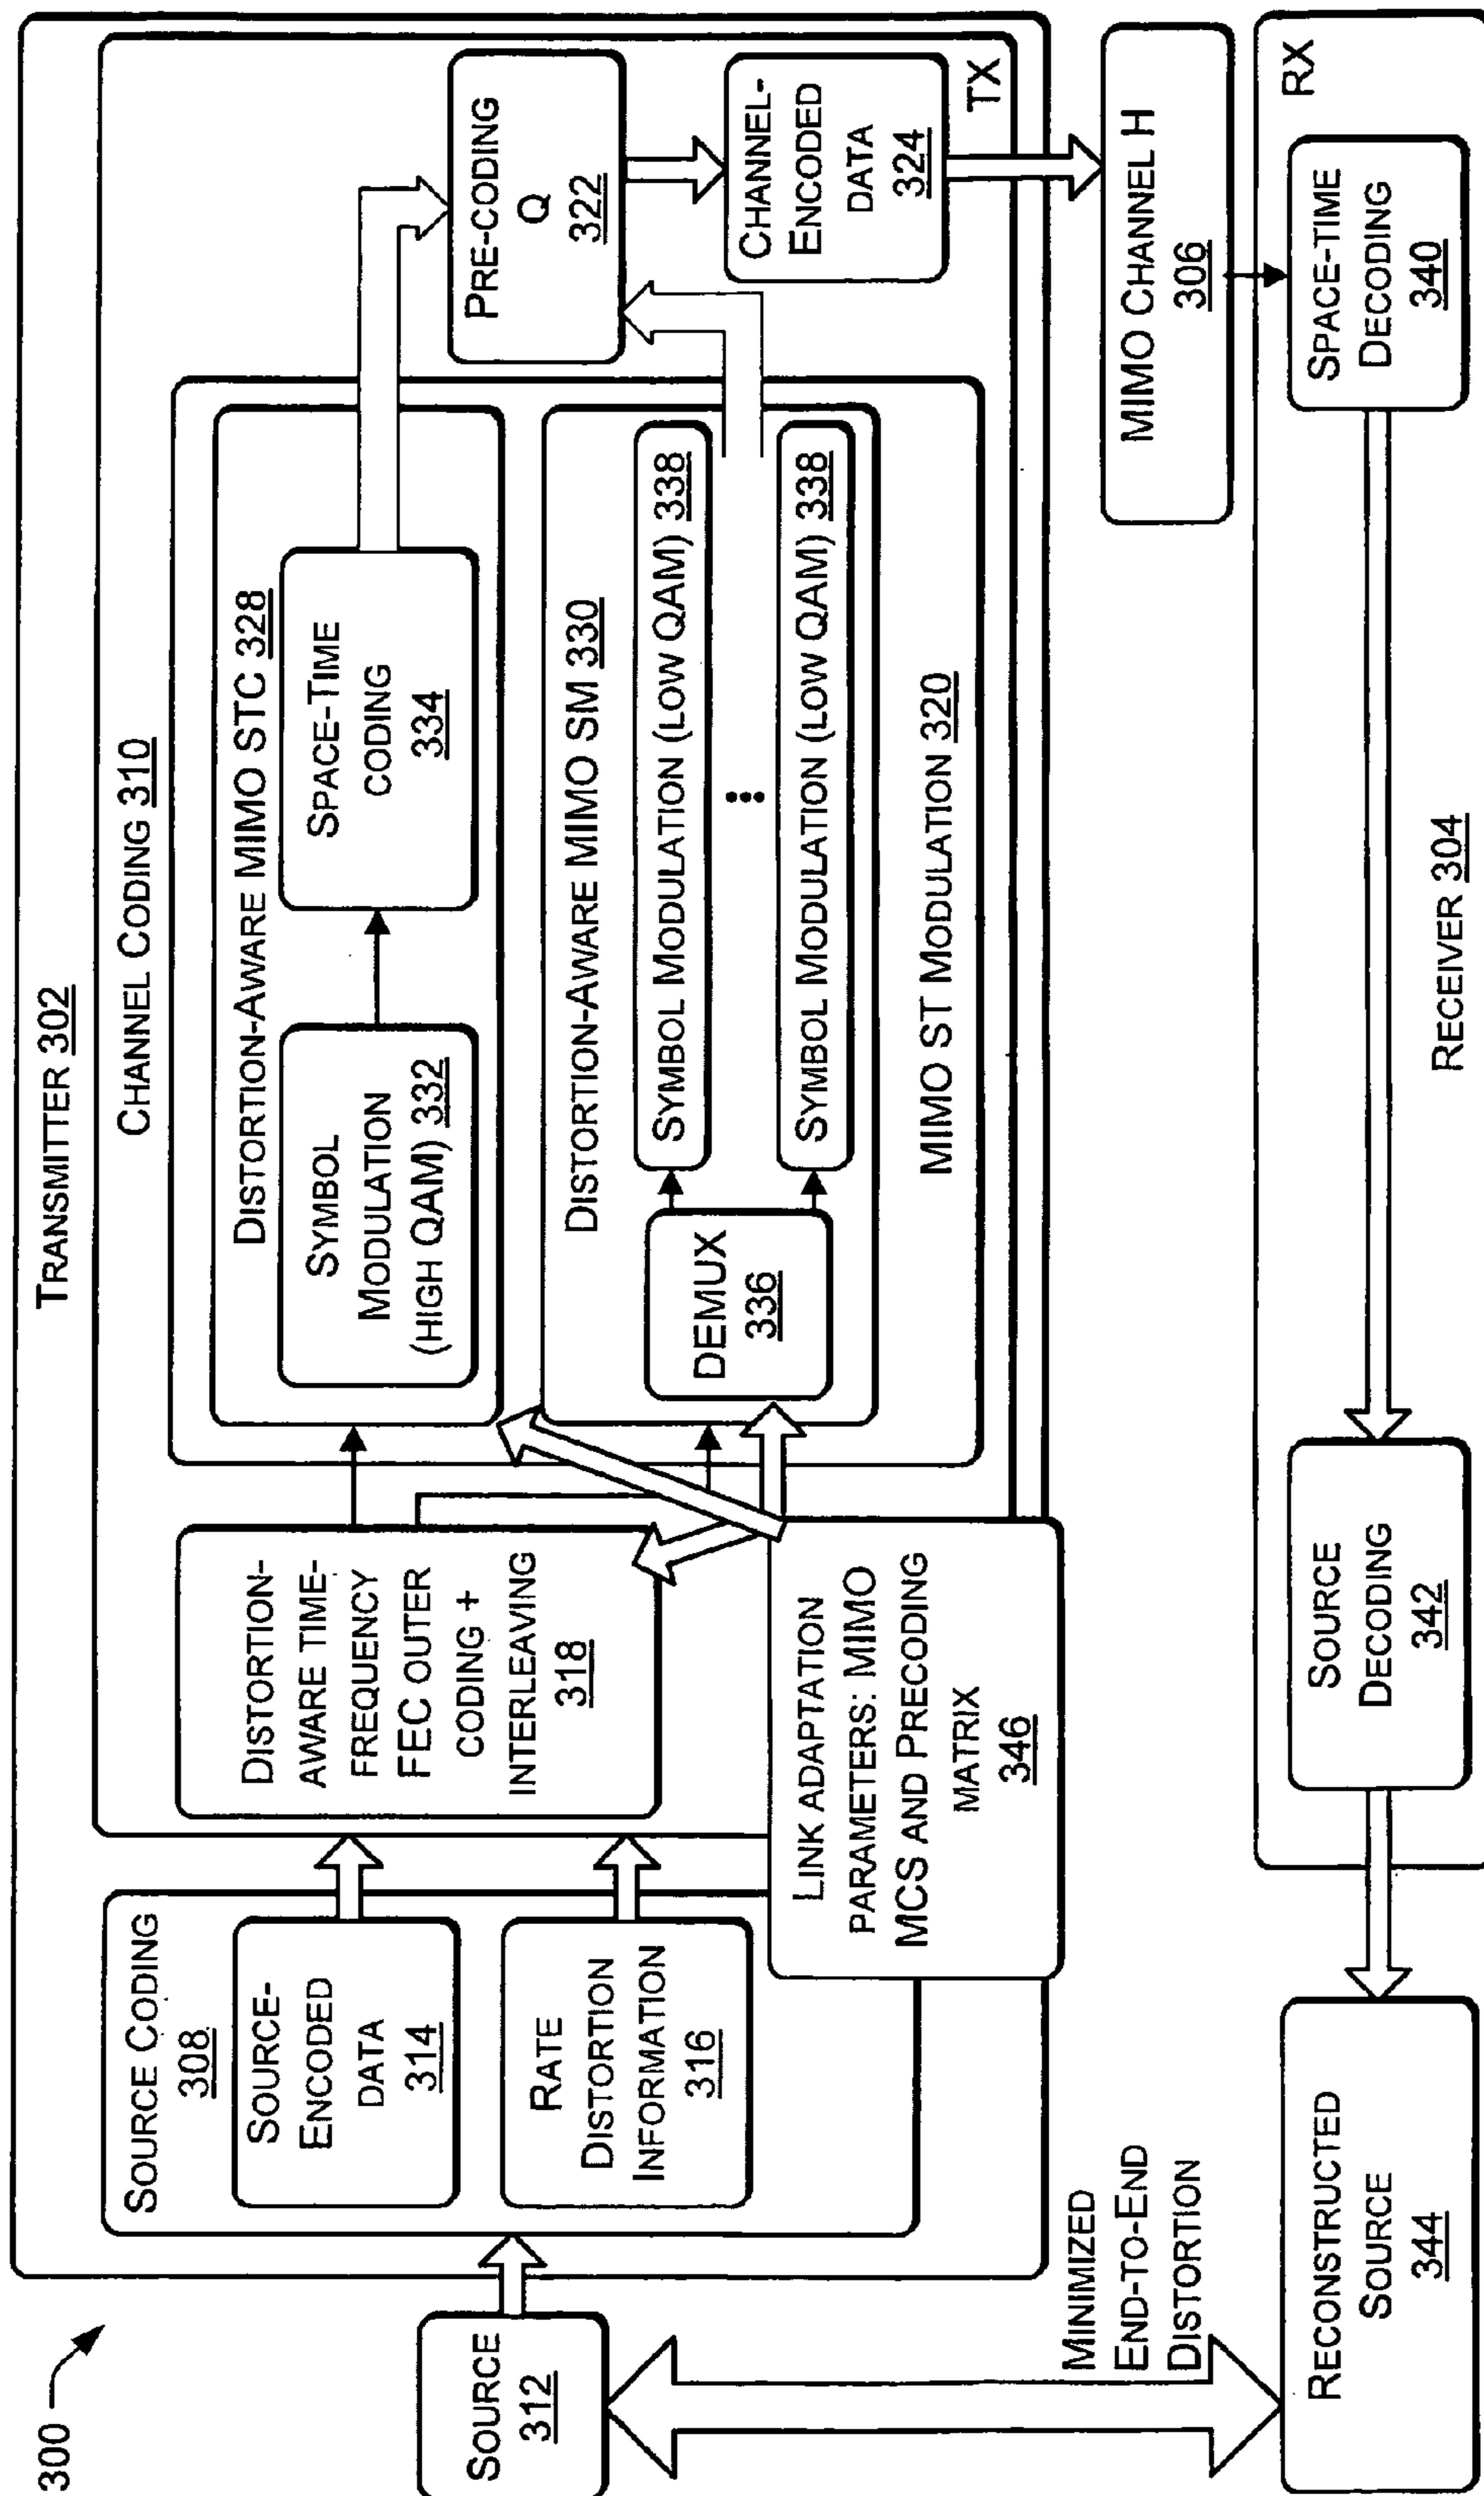 300
TRANSMITTER 302
SOURCE CODING
308
SOURCE-
ENCODED
DATA
314
RATE
DISTORTION
INFORMATION
316
SOURCE
312
CHANNEL CODING 310
DISTORTION-
AWARE TIME-
FREQUENCY
FEC OUTER
CODING +
INTERLEAVING
318
LINK ADAPTATION
PARAMETERS: MIMO
MCS AND PRECODING
MATRIX
346
DISTORTION-AWARE MIMO STC 328
SYMBOL
MODULATION
(HIGH QAM) 332
SPACE-TIME
CODING
334
DISTORTION-AWARE MIMO SM 330
DEMUX
336
SYMBOL MODULATION (LOW QAM) 338
SYMBOL MODULATION (LOW QAM) 338
MIMO ST MODULATION 320
PRE-CODING
Q
322
CHANNEL-
ENCODED
DATA
324
TX
MIMO CHANNEL H
306
RX
SPACE-TIME
DECODING
340
SOURCE
DECODING
342
RECEIVER 304
MINIMIZED
END-TO-END
DISTORTION
RECONSTRUCTED
SOURCE
344